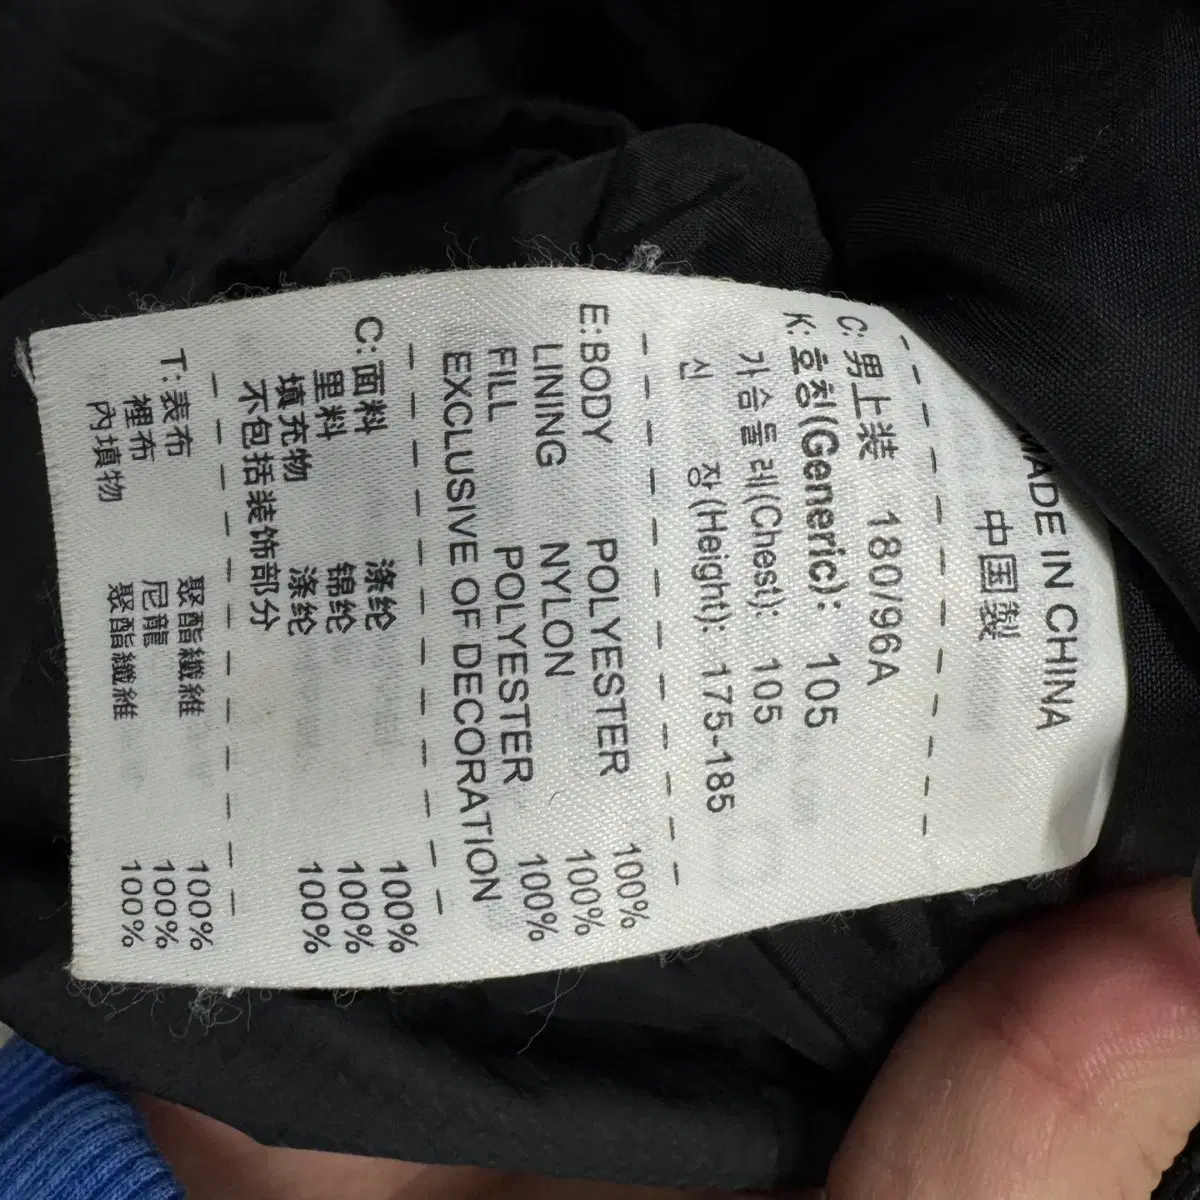 MADE IN CHINA
中国製
C: 男上装 180/96A
K: 호칭(Generic): 105
가슴둘레(Chest): 105
신 장(Height): 175-185
E:BODY POLYESTER 100%
LINING NYLON 100%
FILL POLYESTER 100%
EXCLUSIVE OF DECORATION
C:面料 涤纶 100%
里料 锦纶 100%
填充物 涤纶 100%
不包括装饰部分
T:表布 聚酯纖維 100%
裡布 尼龍 100%
內填物 聚酯纖維 100%